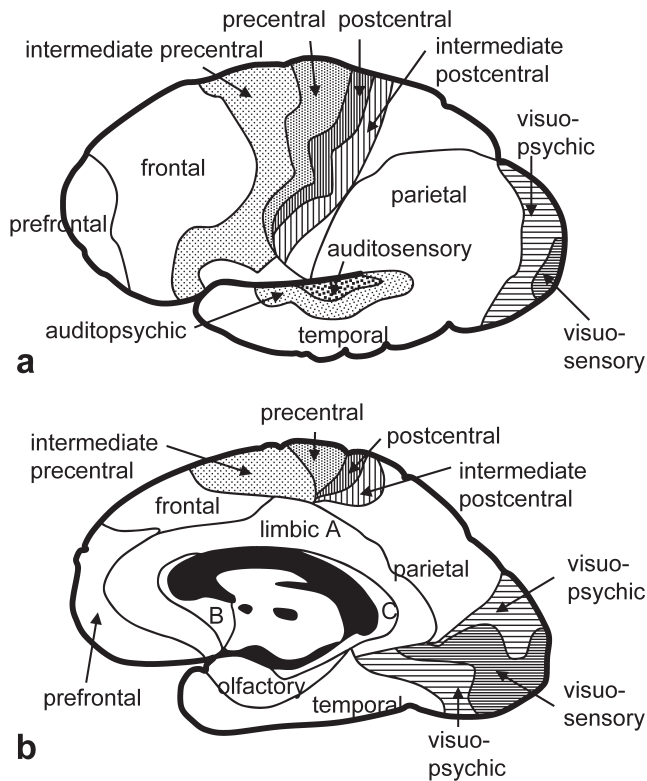 precentral postcentral
intermediate precentral
intermediate
postcentral
visuo-
psychic
frontal
parietal
prefrontal
auditosensory
auditopsychic
temporal
visuo-
sensory
a
precentral
postcentral
intermediate
precentral
intermediate
postcentral
frontal
limbic A
parietal
visuo-
psychic
B
C
prefrontal
olfactory
temporal
visuo-
sensory
visuo-
psychic
b